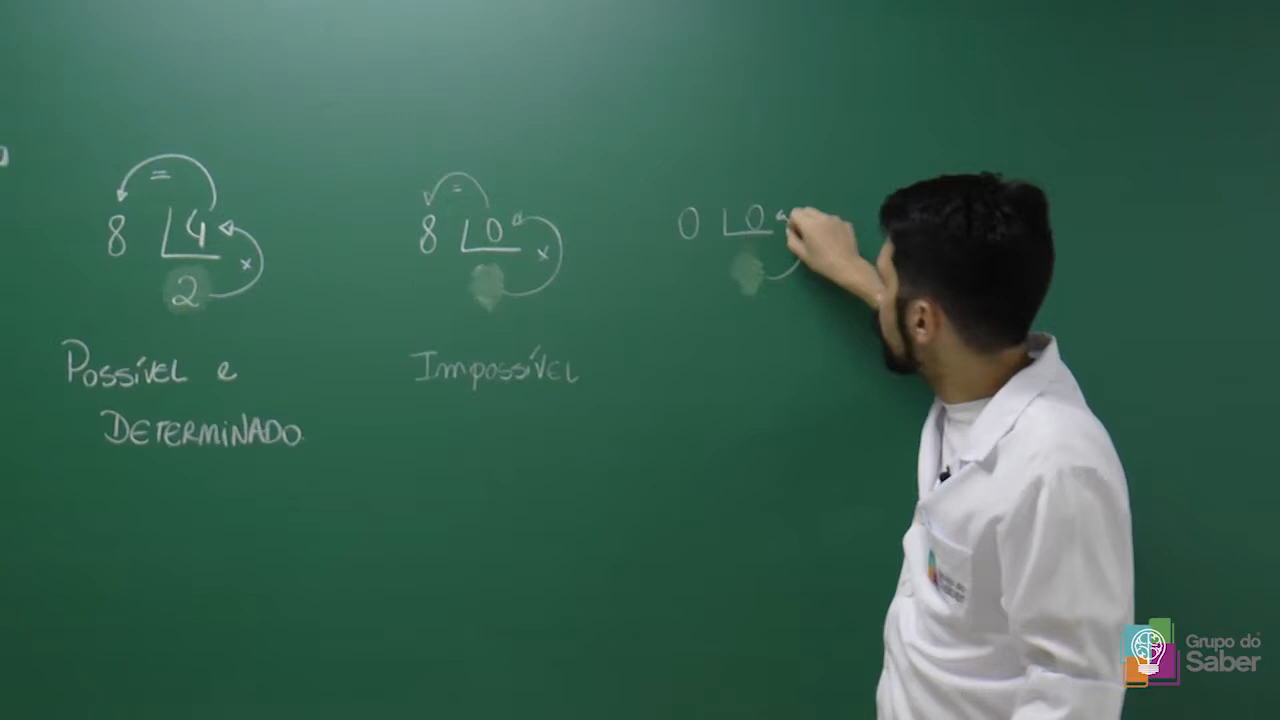 =
8 4
×
2
Possível e
DETERMINADO.
=
8 0
×
Impossível
0 0
Grupo do
Saber